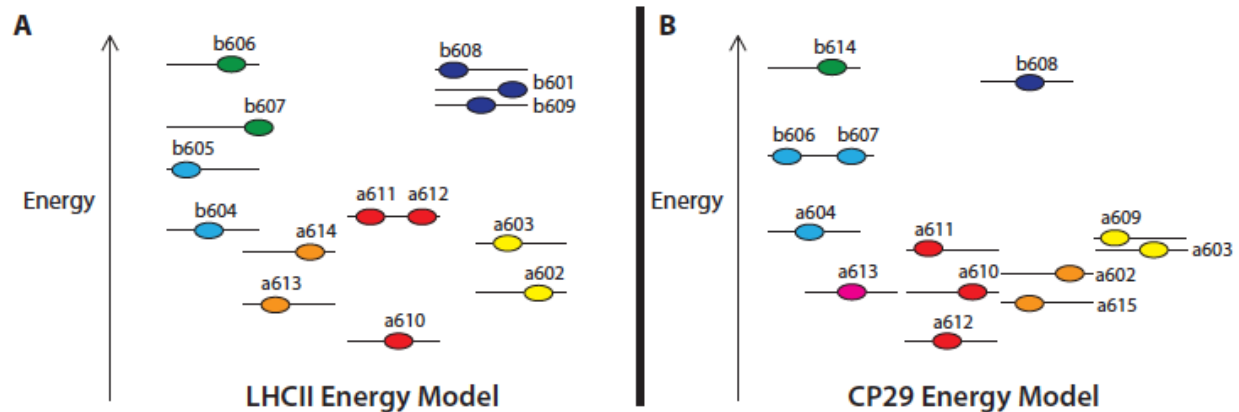 A
b606
b608
b601
b607
b609
b605
Energy
b604
a611 a612
a614
a603
a613
a602
a610
LHCII Energy Model
B
b614
b608
b606 b607
Energy
a604
a611
a609
a603
a613
a610
a602
a615
a612
CP29 Energy Model